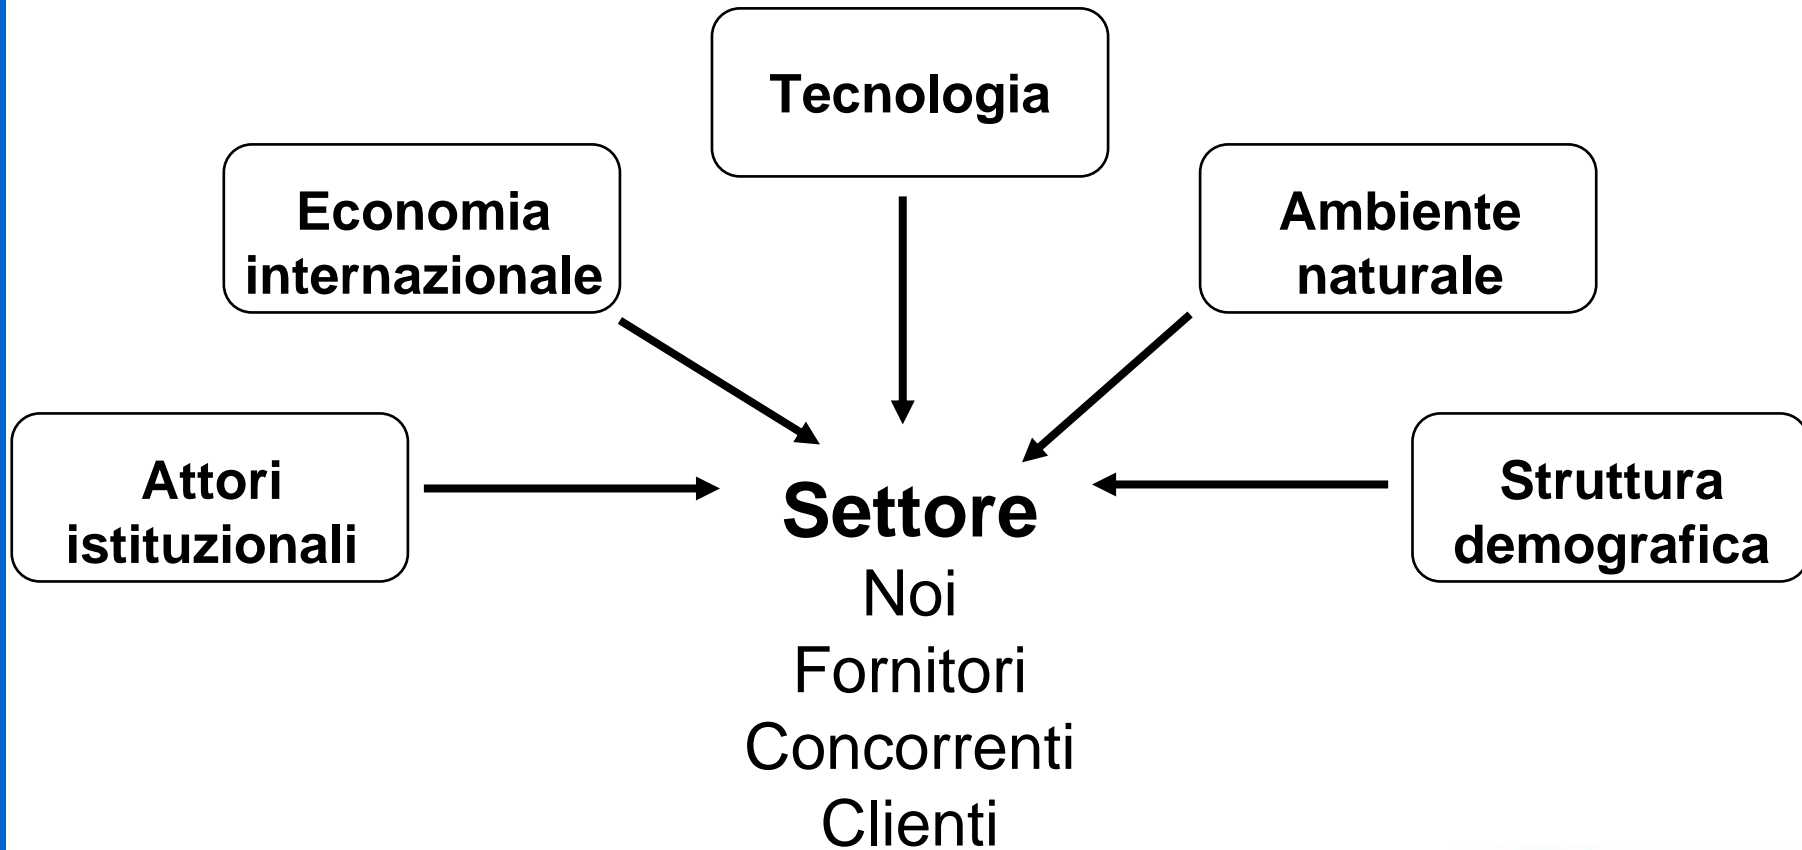 Tecnologia
Economia
internazionale
Ambiente
naturale
Attori
istituzionali
Struttura
demografica
Settore
Noi
Fornitori
Concorrenti
Clienti